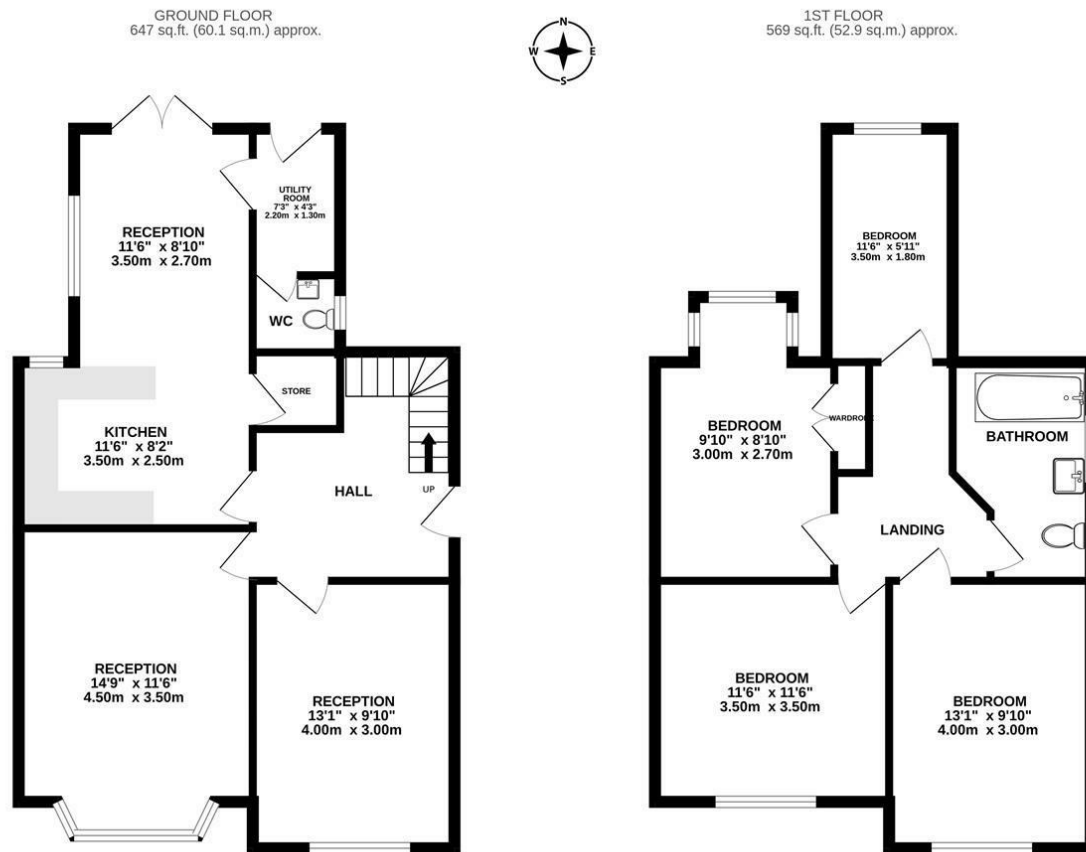 GROUND FLOOR
647 sq.ft. (60.1 sq.m.) approx.
N
W
E
S
1ST FLOOR
569 sq.ft. (52.9 sq.m.) approx.
RECEPTION
11'6" x 8'10"
3.50m x 2.70m
UTILITY
ROOM
7'3" x 4'3"
2.20m x 1.30m
WC
STORE
KITCHEN
11'6" x 8'2"
3.50m x 2.50m
HALL
UP
RECEPTION
14'9" x 11'6"
4.50m x 3.50m
RECEPTION
13'1" x 9'10"
4.00m x 3.00m
BEDROOM
11'6" x 5'11"
3.50m x 1.80m
BEDROOM
9'10" x 8'10"
3.00m x 2.70m
WARDROBE
BATHROOM
LANDING
BEDROOM
11'6" x 11'6"
3.50m x 3.50m
BEDROOM
13'1" x 9'10"
4.00m x 3.00m